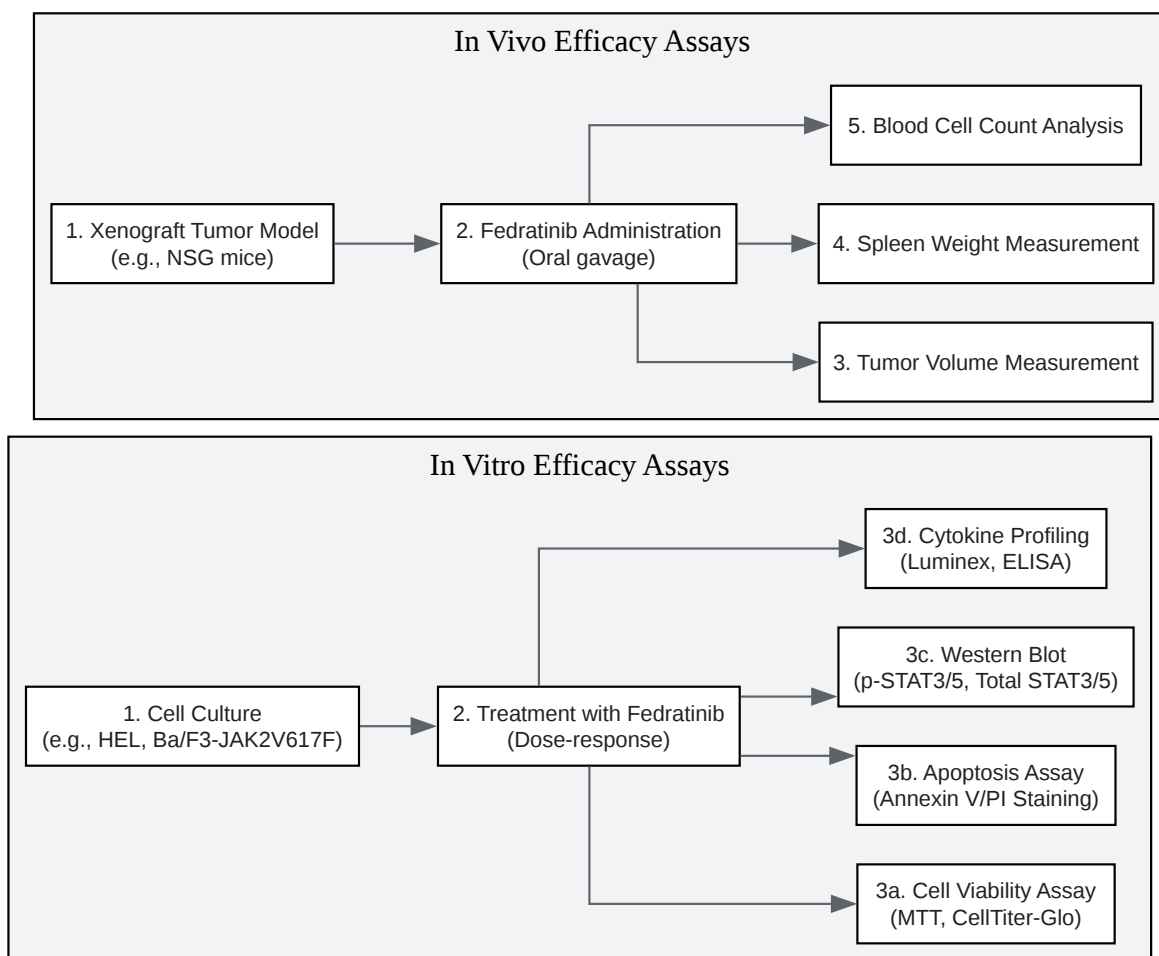 In Vivo Efficacy Assays
5. Blood Cell Count Analysis
1. Xenograft Tumor Model
(e.g., NSG mice)
2. Fedratinib Administration
(Oral gavage)
4. Spleen Weight Measurement
3. Tumor Volume Measurement
In Vitro Efficacy Assays
3d. Cytokine Profiling
(Luminex, ELISA)
3c. Western Blot
(p-STAT3/5, Total STAT3/5)
1. Cell Culture
(e.g., HEL, Ba/F3-JAK2V617F)
2. Treatment with Fedratinib
(Dose-response)
3b. Apoptosis Assay
(Annexin V/PI Staining)
3a. Cell Viability Assay
(MTT, CellTiter-Glo)